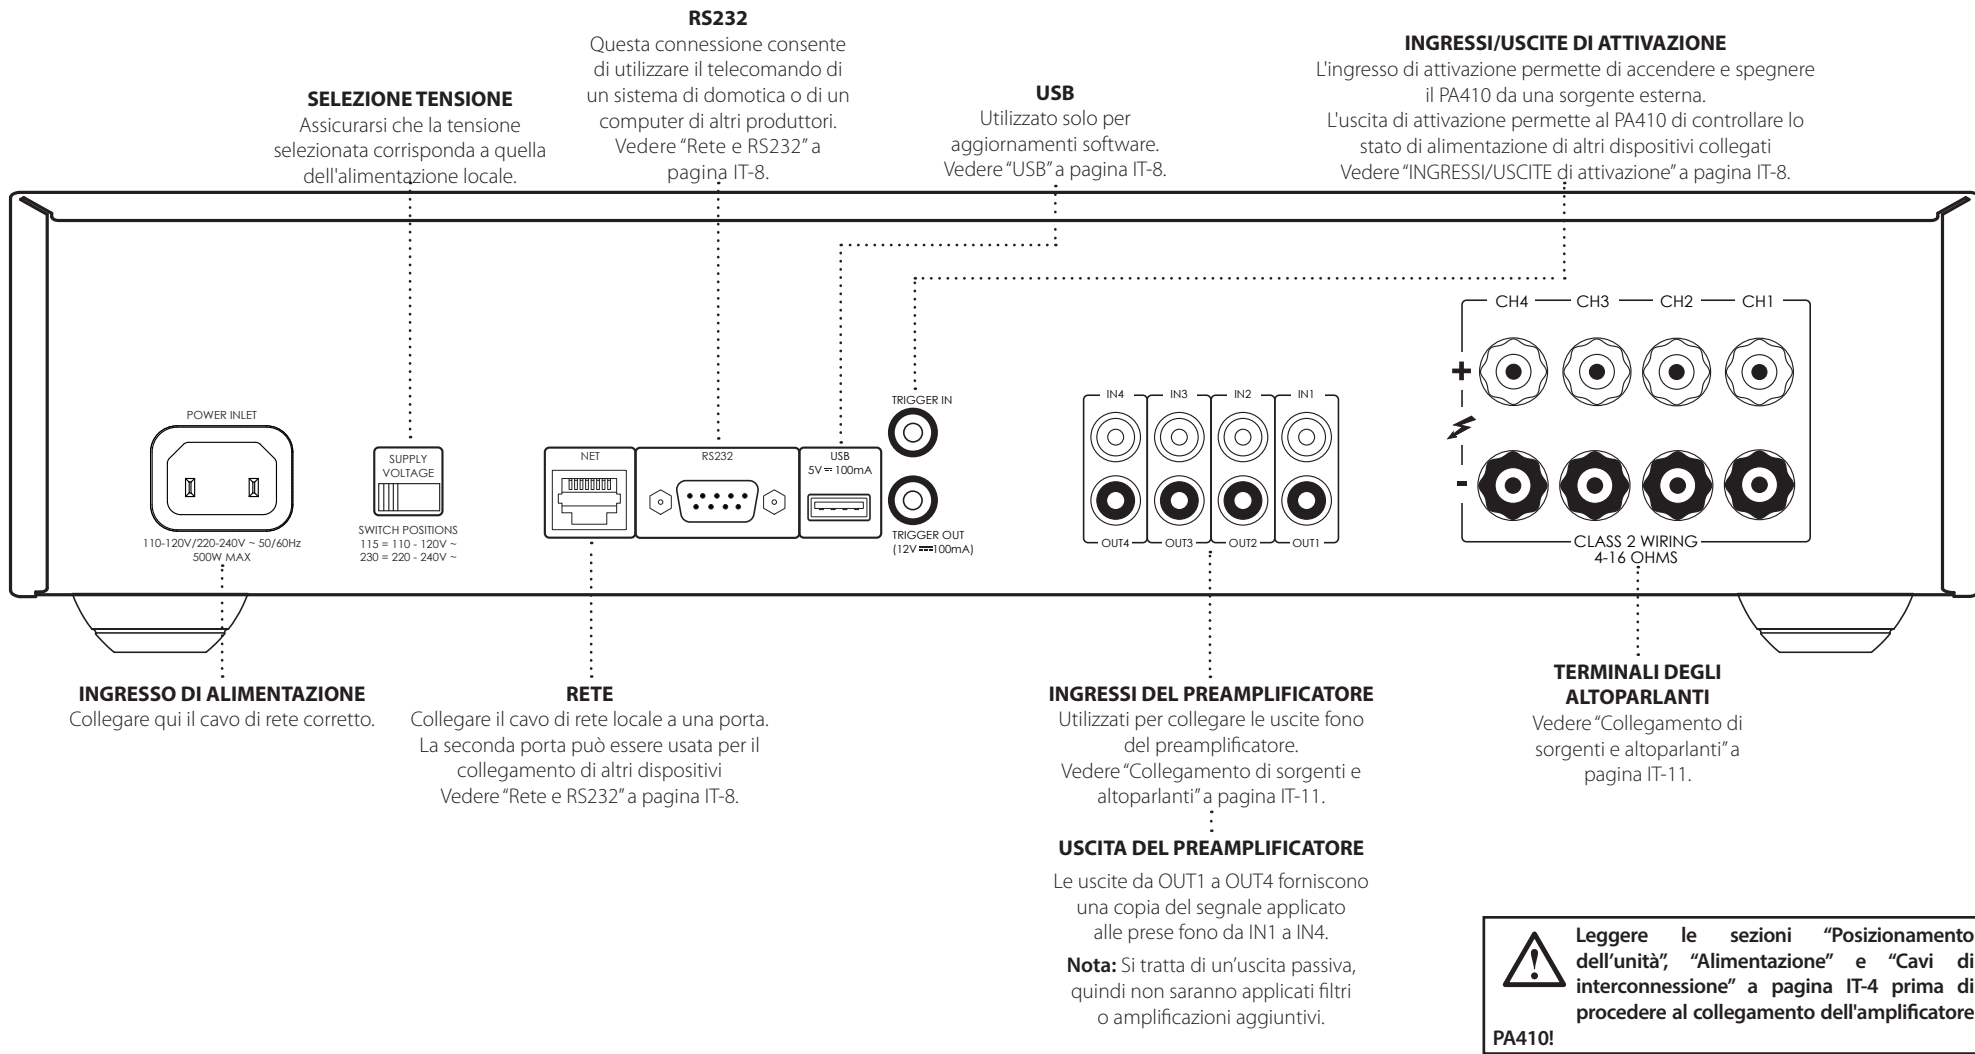 RS232
Questa connessione consente
di utilizzare il telecomando di
un sistema di domotica o di un
computer di altri produttori.
Vedere “Rete e RS232” a
pagina IT-8.
INGRESSI/USCITE DI ATTIVAZIONE
L'ingresso di attivazione permette di accendere e spegnere
il PA410 da una sorgente esterna.
L'uscita di attivazione permette al PA410 di controllare lo
stato di alimentazione di altri dispositivi collegati
Vedere “INGRESSI/USCITE di attivazione” a pagina IT-8.
SELEZIONE TENSIONE
Assicurarsi che la tensione
selezionata corrisponda a quella
dell'alimentazione locale.
USB
Utilizzato solo per
aggiornamenti software.
Vedere “USB” a pagina IT-8.
POWER INLET
110-120V/220-240V ~ 50/60Hz
500W MAX
SUPPLY
VOLTAGE
SWITCH POSITIONS
115 = 110 - 120V ~
230 = 220 - 240V ~
NET
RS232
USB
5V ⎓ 100mA
TRIGGER IN
TRIGGER OUT
(12V ⎓100mA)
IN4 IN3 IN2 IN1
OUT4 OUT3 OUT2 OUT1
CH4 CH3 CH2 CH1
+
-
CLASS 2 WIRING
4-16 OHMS
INGRESSO DI ALIMENTAZIONE
Collegare qui il cavo di rete corretto.
RETE
Collegare il cavo di rete locale a una porta.
La seconda porta può essere usata per il
collegamento di altri dispositivi
Vedere “Rete e RS232” a pagina IT-8.
INGRESSI DEL PREAMPLIFICATORE
Utilizzati per collegare le uscite fono
del preamplificatore.
Vedere “Collegamento di sorgenti e
altoparlanti” a pagina IT-11.
USCITA DEL PREAMPLIFICATORE
Le uscite da OUT1 a OUT4 forniscono
una copia del segnale applicato
alle prese fono da IN1 a IN4.
Nota: Si tratta di un’uscita passiva,
quindi non saranno applicati filtri
o amplificazioni aggiuntivi.
TERMINALI DEGLI
ALTOPARLANTI
Vedere “Collegamento di
sorgenti e altoparlanti” a
pagina IT-11.
Leggere le sezioni “Posizionamento
dell’unità”, “Alimentazione” e “Cavi di
interconnessione” a pagina IT-4 prima di
procedere al collegamento dell'amplificatore
PA410!